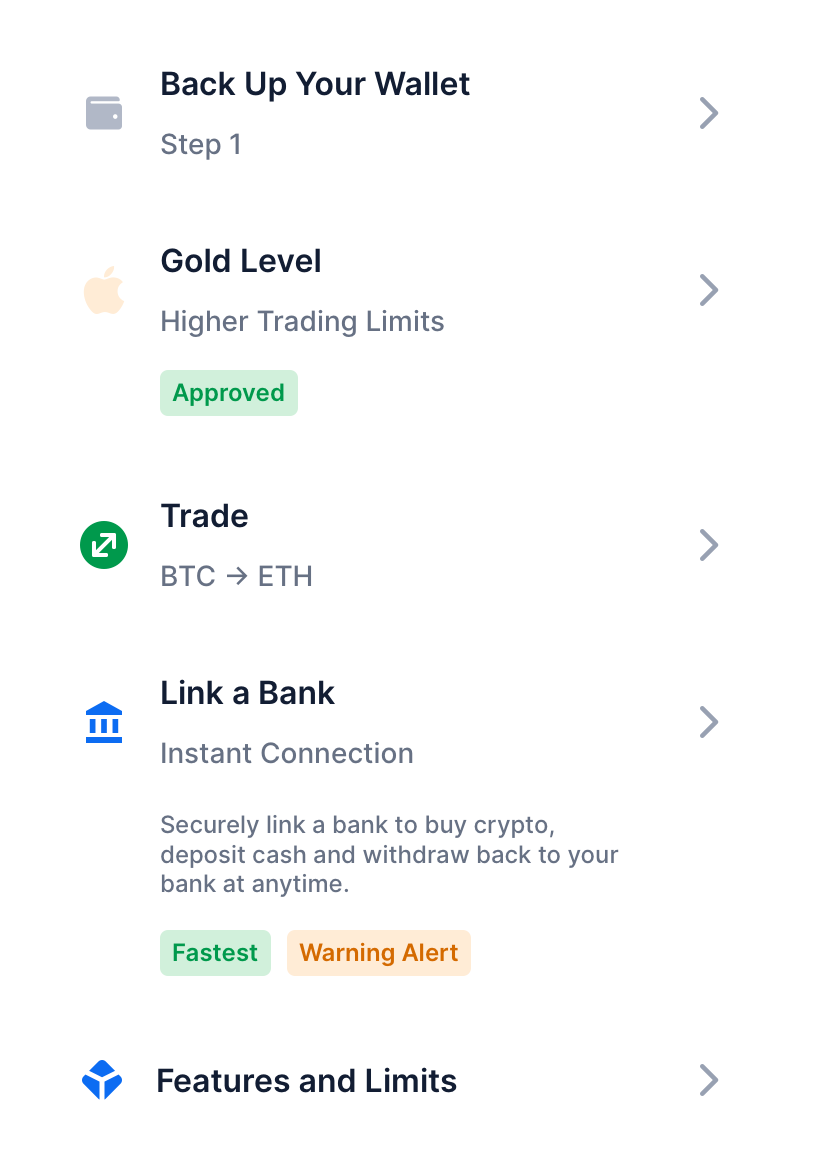 Back Up Your Wallet
Step 1
Gold Level
Higher Trading Limits
Approved
Trade
BTC → ETH
Link a Bank
Instant Connection
Securely link a bank to buy crypto,
deposit cash and withdraw back to your
bank at anytime.
Fastest Warning Alert
Features and Limits